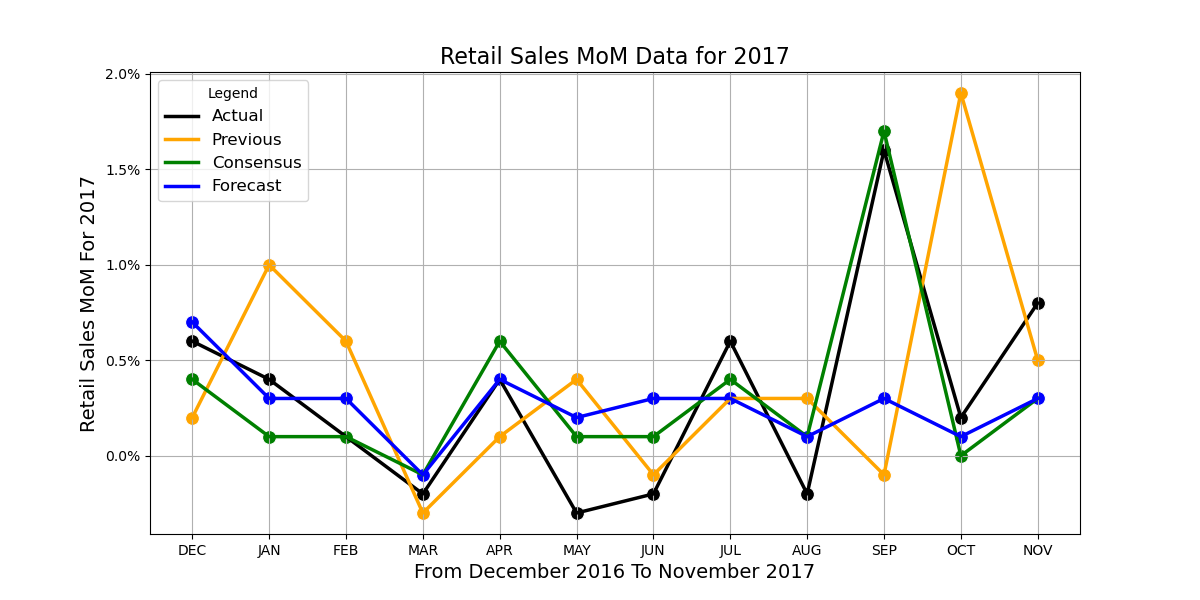 Retail Sales MoM Data for 2017
Legend
Actual
Previous
Consensus
Forecast
Retail Sales MoM For 2017
2.0%
1.5%
1.0%
0.5%
0.0%
DEC JAN FEB MAR APR MAY JUN JUL AUG SEP OCT NOV
From December 2016 To November 2017